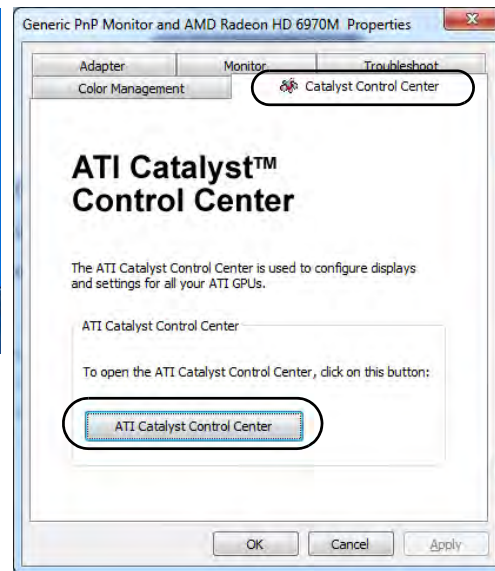 Generic PnP Monitor and AMD Radeon HD 6970M Properties
Adapter Monitor Troubleshoot
Color Management Catalyst Control Center
ATI Catalyst™
Control Center
The ATI Catalyst Control Center is used to configure displays
and settings for all your ATI GPUs.
ATI Catalyst Control Center
To open the ATI Catalyst Control Center, click on this button:
ATI Catalyst Control Center
OK Cancel Apply